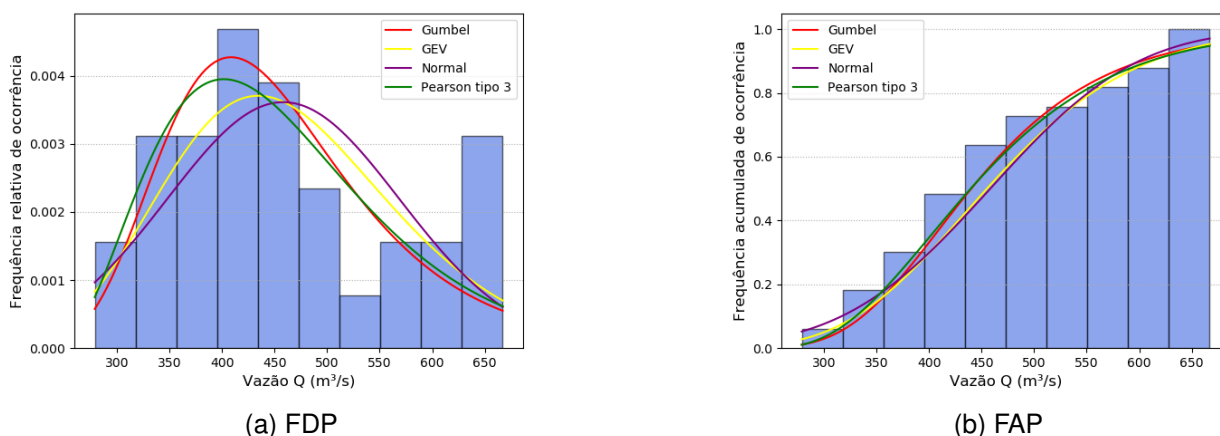 Frequência relativa de ocorrência
0.004
0.003
0.002
0.001
0.000
Gumbel
GEV
Normal
Pearson tipo 3
300 350 400 450 500 550 600 650
Vazão Q (m³/s)
(a) FDP
Frequência acumulada de ocorrência
1.0
0.8
0.6
0.4
0.2
0.0
Gumbel
GEV
Normal
Pearson tipo 3
300 350 400 450 500 550 600 650
Vazão Q (m³/s)
(b) FAP